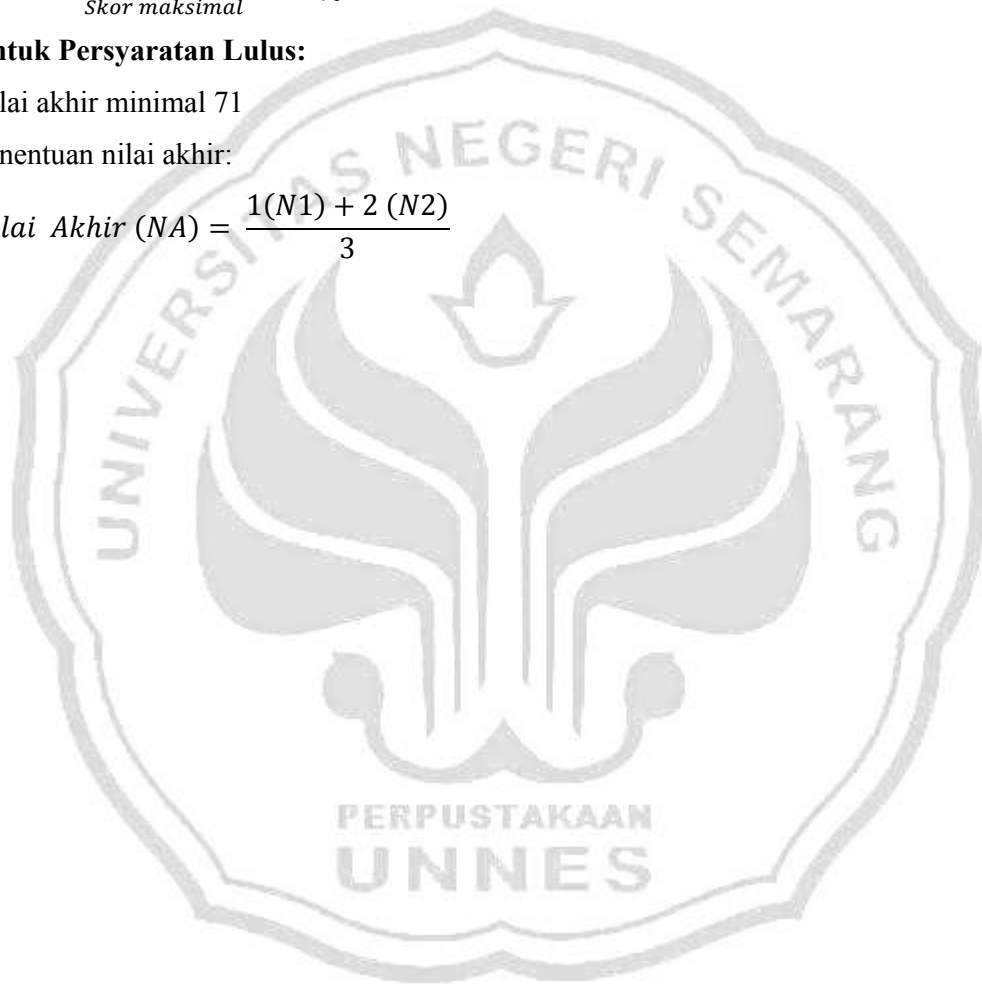 Skor maksimal
ntuk Persyaratan Lulus:
lai akhir minimal 71
nentuan nilai akhir:
lai Akhir (NA) = 1(N1) + 2 (N2)
3
UNIVERSITAS NEGERI SEMARANG
PERPUSTAKAAN
UNNES